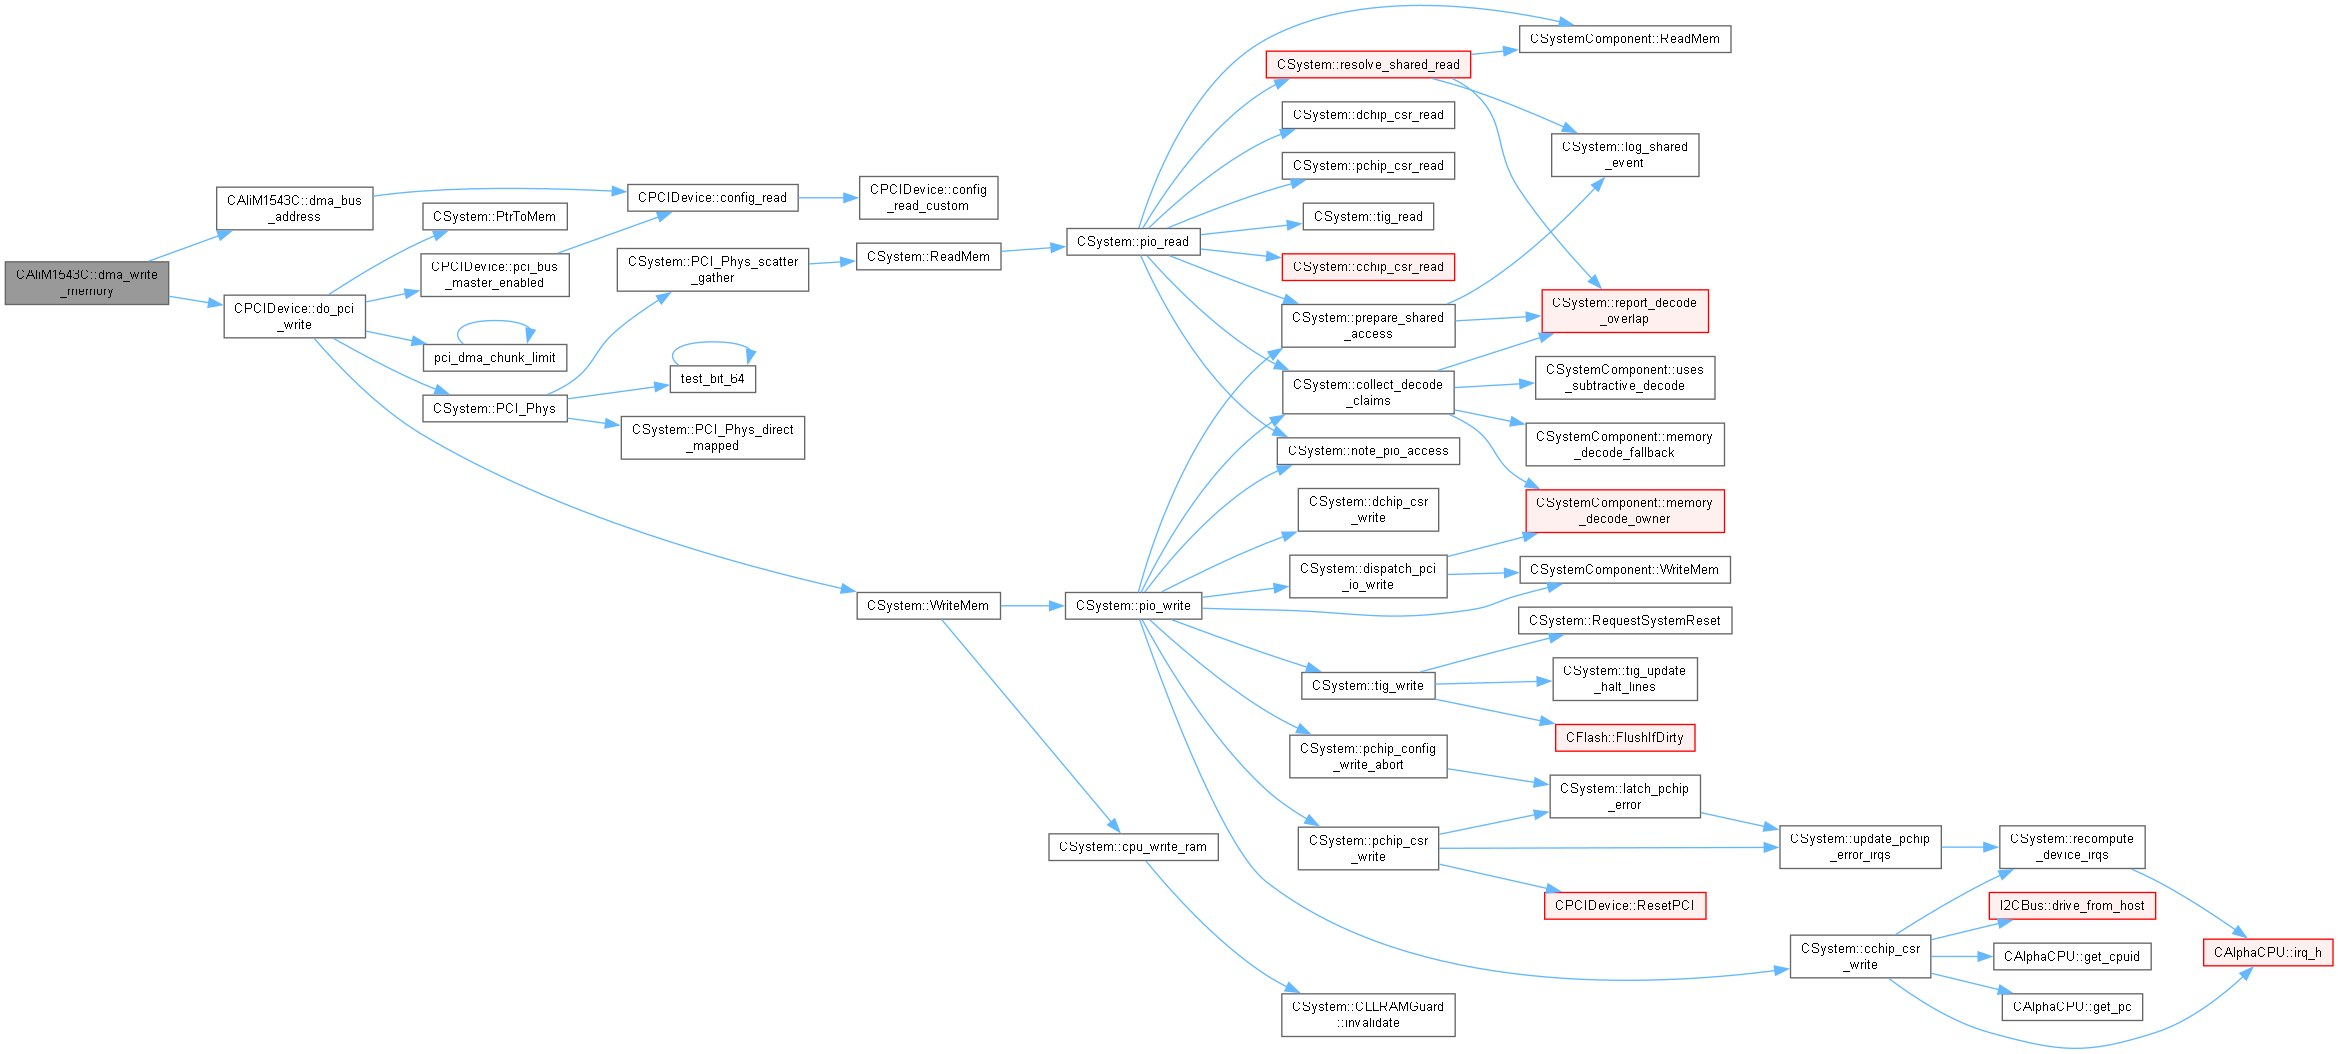 CAliM1543C::dma_write
_memory
CAliM1543C::dma_bus
_address
CPCIDevice::do_pci
_write
CSystem::PtrToMem
CPCIDevice::pci_bus
_master_enabled
pci_dma_chunk_limit
CSystem::PCI_Phys
CPCIDevice::config_read
CSystem::PCI_Phys_scatter
_gather
test_bit_64
CSystem::PCI_Phys_direct
_mapped
CPCIDevice::config
_read_custom
CSystem::ReadMem
CSystem::WriteMem
CSystem::pio_read
CSystem::pio_write
CSystem::cpu_write_ram
CSystem::resolve_shared_read
CSystem::dchip_csr_read
CSystem::pchip_csr_read
CSystem::tig_read
CSystem::cchip_csr_read
CSystem::prepare_shared
_access
CSystem::collect_decode
_claims
CSystem::note_pio_access
CSystem::dchip_csr
_write
CSystem::dispatch_pci
_io_write
CSystem::tig_write
CSystem::pchip_config
_write_abort
CSystem::pchip_csr
_write
CSystem::CLLRAMGuard
::invalidate
CSystemComponent::ReadMem
CSystem::log_shared
_event
CSystem::report_decode
_overlap
CSystemComponent::uses
_subtractive_decode
CSystemComponent::memory
_decode_fallback
CSystemComponent::memory
_decode_owner
CSystemComponent::WriteMem
CSystem::RequestSystemReset
CSystem::tig_update
_halt_lines
CFlash::FlushIfDirty
CSystem::latch_pchip
_error
CPCIDevice::ResetPCI
CSystem::update_pchip
_error_irqs
CSystem::cchip_csr
_write
CSystem::recompute
_device_irqs
I2CBus::drive_from_host
CAlphaCPU::get_cpuid
CAlphaCPU::get_pc
CAlphaCPU::irq_h